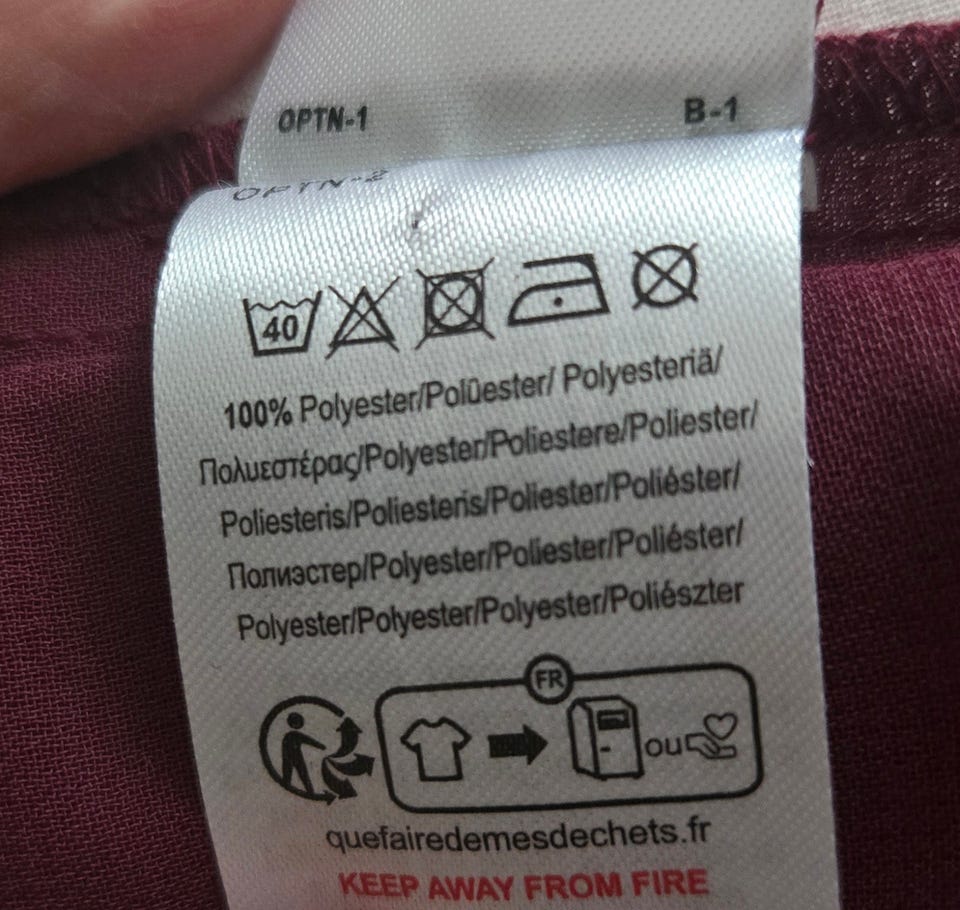 OPTN-1 B-1
OPTN-2
40
100% Polyester/Polüester/ Polyesteriä/
Πολυεστέρας/Polyester/Poliestere/Poliester/
Poliesteris/Poliesteris/Poliester/Poliéster/
Полиэстер/Polyester/Poliester/Poliéster/
Polyester/Polyester/Polyester/Poliészter
FR
ou
quefairedemesdechets.fr
KEEP AWAY FROM FIRE